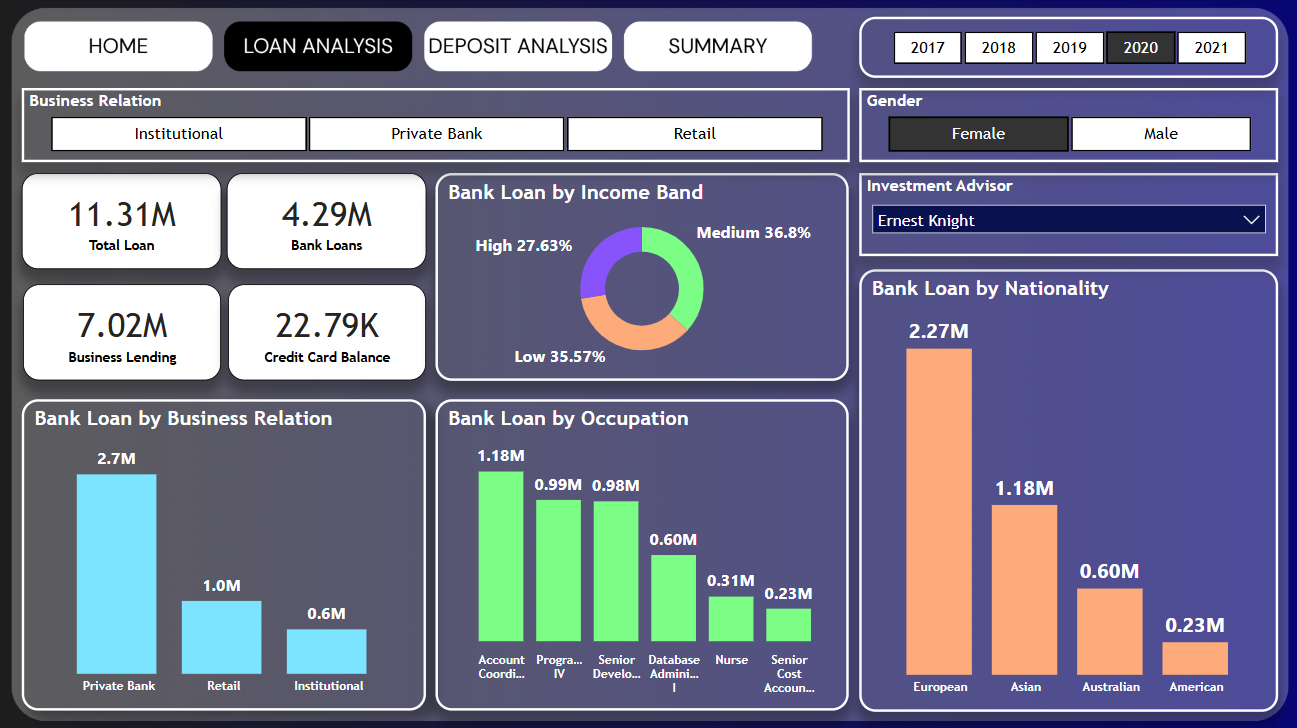 HOME
LOAN ANALYSIS
DEPOSIT ANALYSIS
SUMMARY
2017
2018
2019
2020
2021
Business Relation
Institutional
Private Bank
Retail
Gender
Female
Male
11.31M
Total Loan
4.29M
Bank Loans
7.02M
Business Lending
22.79K
Credit Card Balance
Bank Loan by Income Band
High 27.63%
Medium 36.8%
Low 35.57%
Investment Advisor
Ernest Knight
Bank Loan by Business Relation
2.7M
1.0M
0.6M
Private Bank
Retail
Institutional
Bank Loan by Occupation
1.18M
0.99M
0.98M
0.60M
0.31M
0.23M
Account
Coordi...
Progra...
IV
Senior
Develo...
Database
Admini...
I
Nurse
Senior
Cost
Accoun...
Bank Loan by Nationality
2.27M
1.18M
0.60M
0.23M
European
Asian
Australian
American